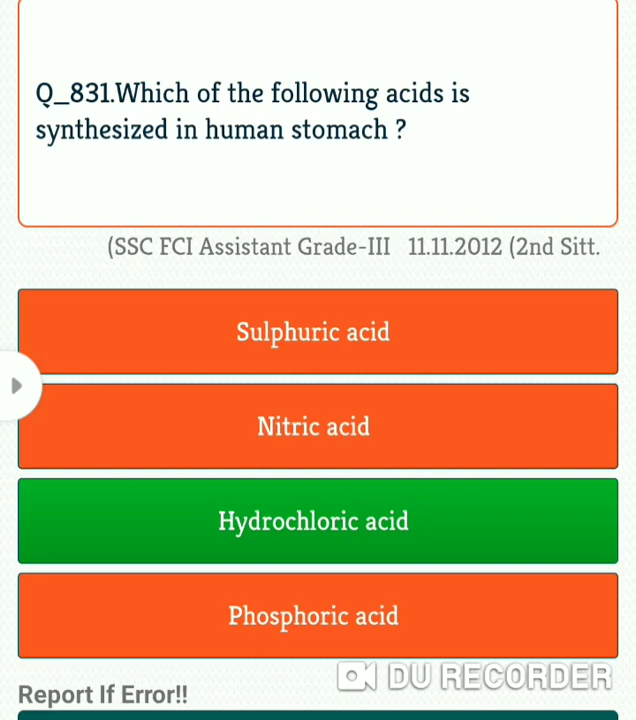 Q_831.Which of the following acids is
synthesized in human stomach ?
(SSC FCI Assistant Grade-III 11.11.2012 (2nd Sitt.
Sulphuric acid
Nitric acid
Hydrochloric acid
Phosphoric acid
DU RECORDER
Report If Error!!